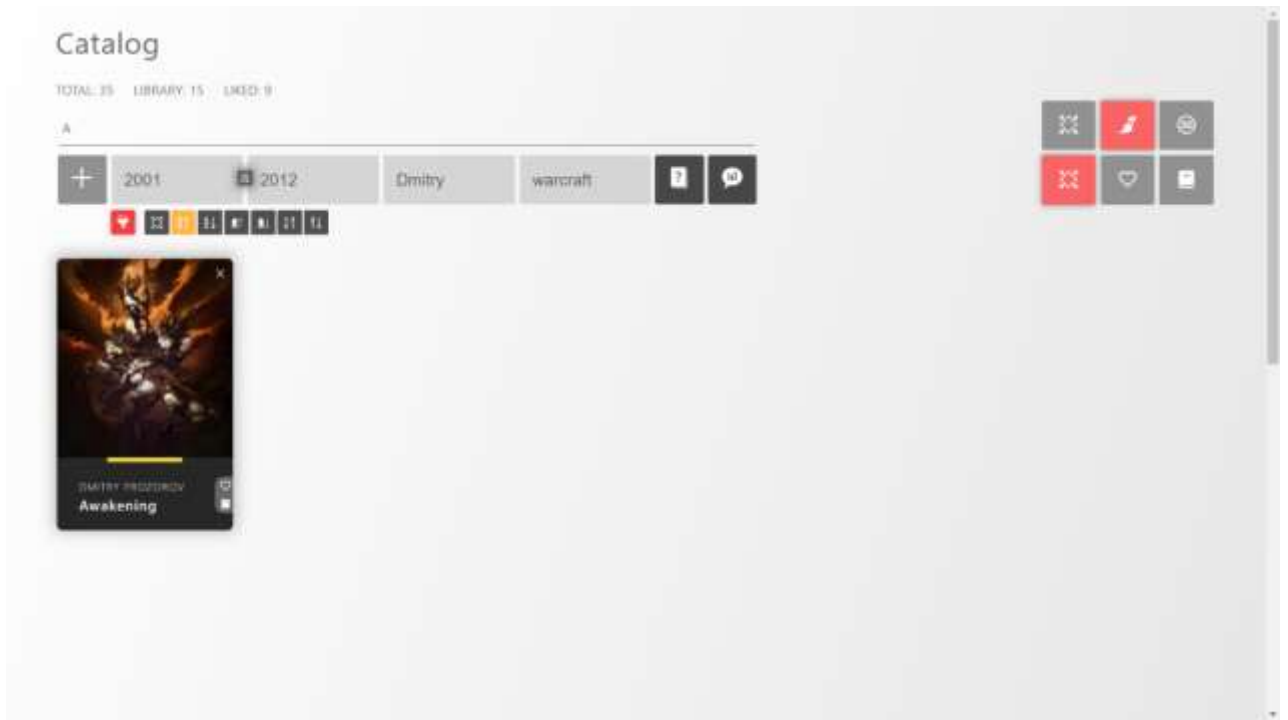 Catalog
TOTAL: 35 LIBRARY: 15 LIKED: 9
A
2001 2012 Dmitry warcraft
DMITRY PROZOROV
Awakening